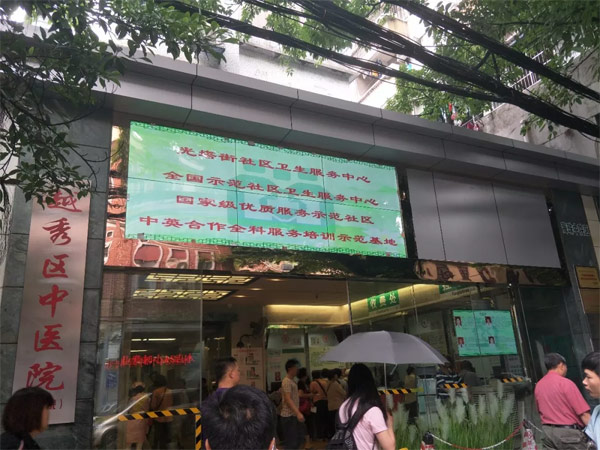 光塔街社区卫生服务中心
全国示范社区卫生服务中心
国家级优质服务示范社区
中英合作全科服务培训示范基地
越秀区中医院